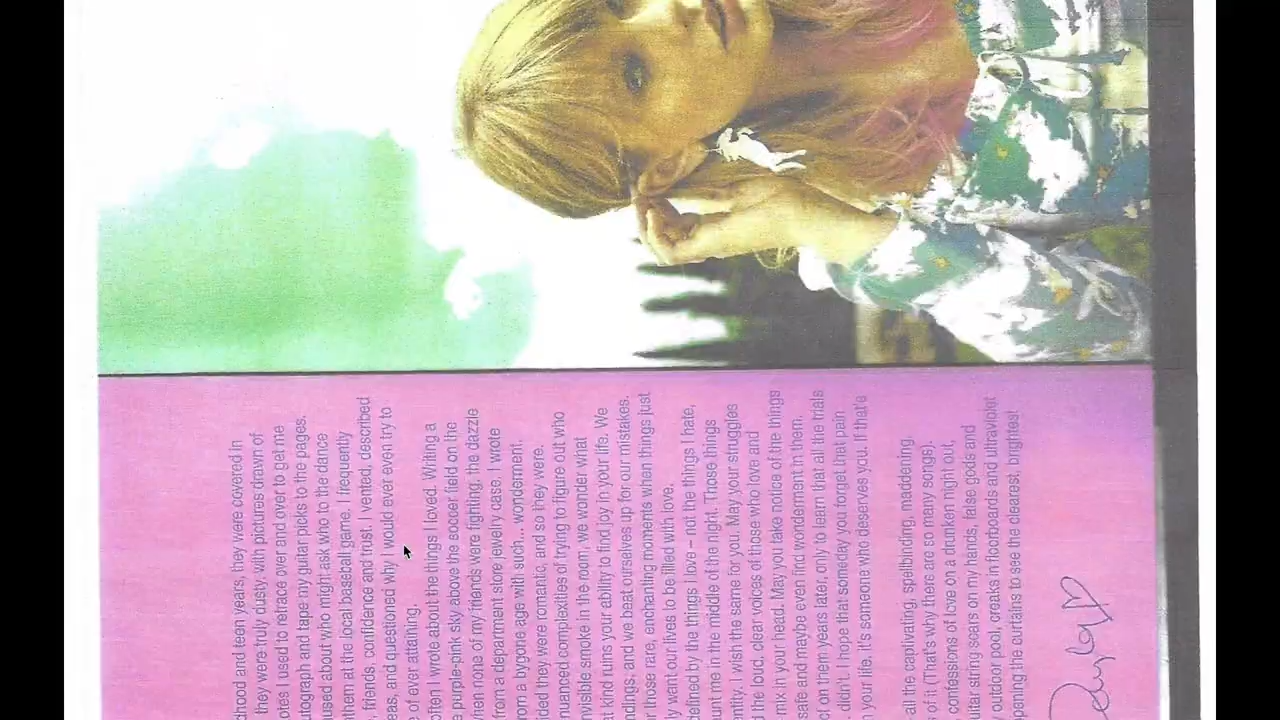 dhood and teen years, they were covered in
they were truly dusty, with pictures drawn of
otes I used to retrace over and over to get me
utograph and tape my guitar picks to the pages.
used about who might ask who to the dance
them at the local baseball game. I frequently
, friends, confidence and trust. I vented, described
eas, and questioned why I would ever even try to
e of ever attaining.
often I wrote about the things I loved. Writing a
e purple-pink sky above the soccer field on the
hen none of my friends were fighting, the dazzle
from a department store jewelry case. I wrote
om a bygone age with such... wonderment.
ided they were romantic, and so they were.
nuanced complexities of trying to figure out who
nvisible smoke in the room, we wonder what
t kind ruins your ability to find joy in your life. We
ndings, and we beat ourselves up for our mistakes.
r those rare, enchanting moments when things just
ly want our lives to be filled with love.
defined by the things i love – not the things I hate,
unt me in the middle of the night. Those things
entity. I wish the same for you. May your struggles
d the loud, clear voices of those who love and
mix in your head. May you take notice of the things
safe and maybe even find wonderment in them.
ct on them years later, only to learn that all the trials
didn't. I hope that someday you forget that pain
n your life, it's someone who deserves you. If that's
all the captivating, spellbinding, maddening,
s of it (That's why there are so many songs).
confessions of love on a drunken night out,
uitar string scars on my hands, false gods and
y outdoor pool, creaks in floorboards and ultraviolet
pening the curtains to see the clearest, brightest
Taylor